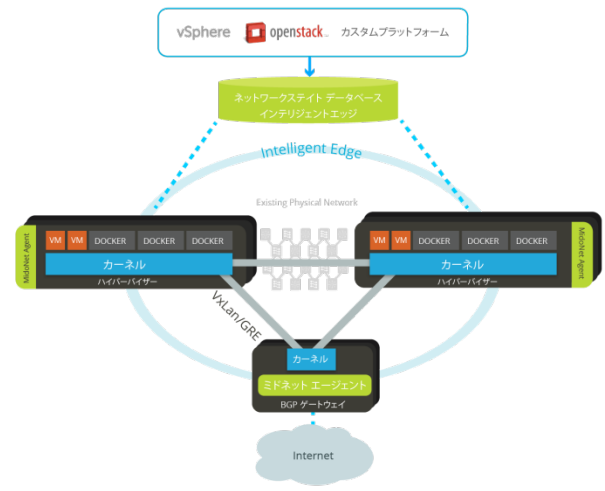 vSphere openstack カスタムプラットフォーム
ネットワークステイト データベース
インテリジェントエッジ
Intelligent Edge
Existing Physical Network
MidoNet Agent
VM VM DOCKER DOCKER DOCKER
カーネル
ハイパーバイザー
VM VM DOCKER DOCKER DOCKER
カーネル
ハイパーバイザー
MidoNet Agent
VxLan/GRE
カーネル
ミドネット エージェント
BGP ゲートウェイ
Internet